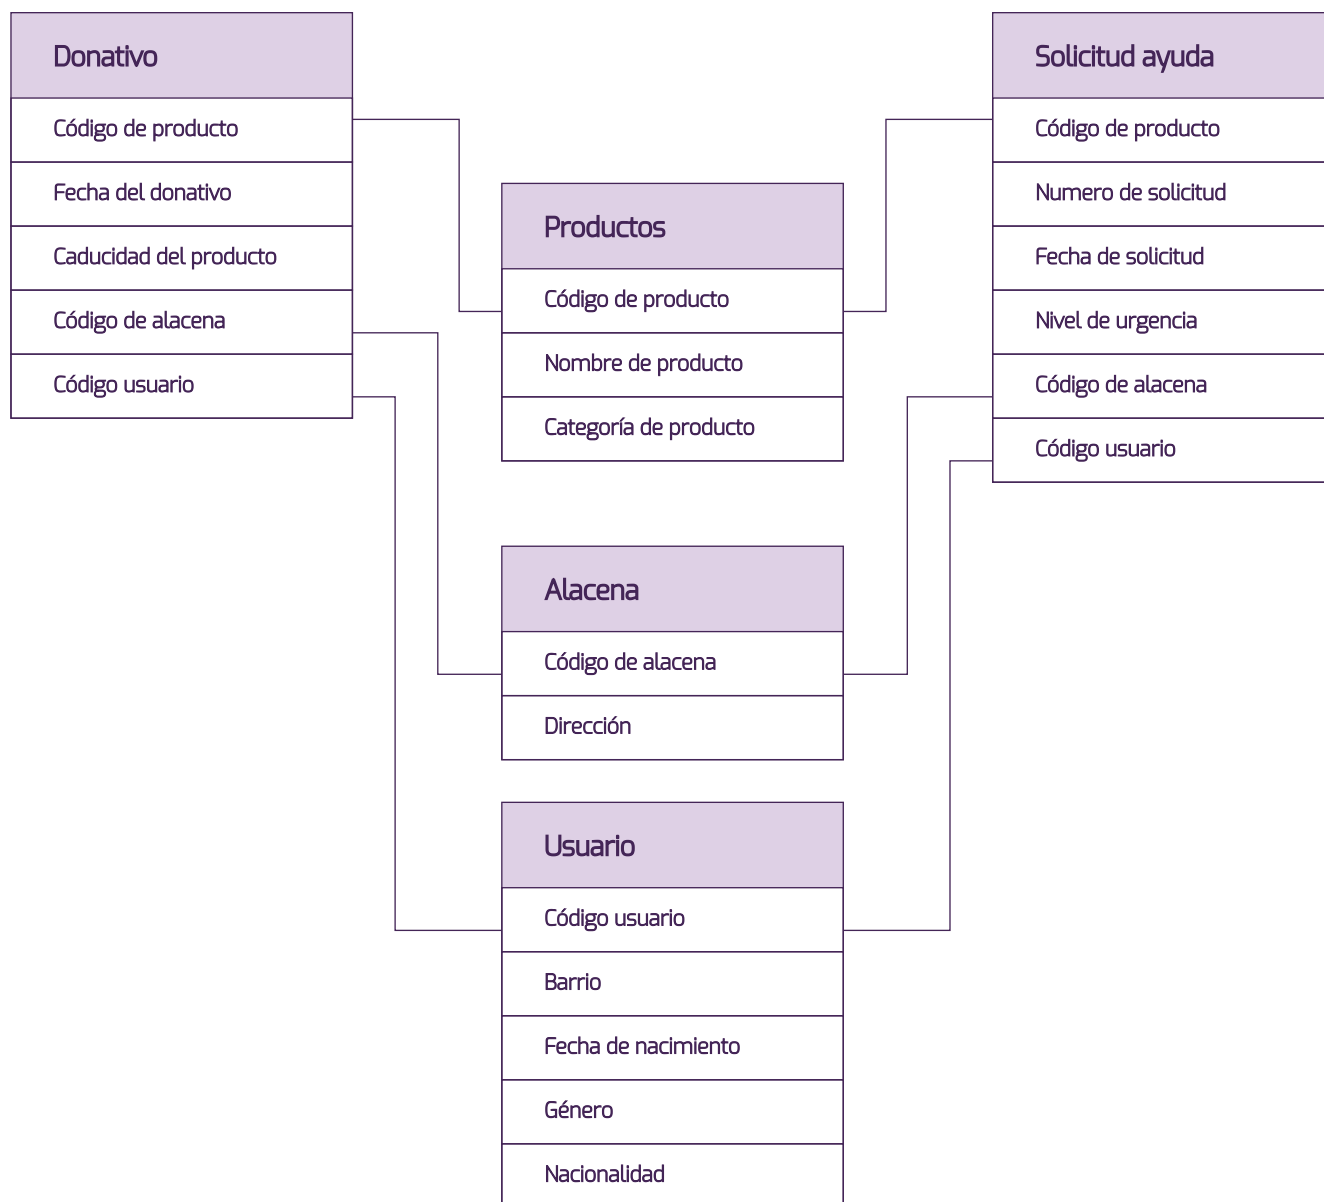 Donativo
Código de producto
Fecha del donativo
Caducidad del producto
Código de alacena
Código usuario
Productos
Código de producto
Nombre de producto
Categoría de producto
Alacena
Código de alacena
Dirección
Usuario
Código usuario
Barrio
Fecha de nacimiento
Género
Nacionalidad
Solicitud ayuda
Código de producto
Numero de solicitud
Fecha de solicitud
Nivel de urgencia
Código de alacena
Código usuario